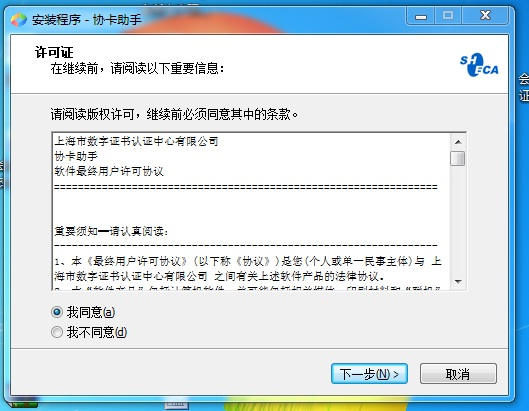 安装程序 - 协卡助手
许可证
在继续前，请阅读以下重要信息：
SHECA
请阅读版权许可，继续前必须同意其中的条款。
上海市数字证书认证中心有限公司
协卡助手
软件最终用户许可协议
================================================================
重要须知—请认真阅读：
----------------------------------------------------------------
1、本《最终用户许可协议》(以下称《协议》)是您(个人或单一民事主体)与 上
海市数字证书认证中心有限公司 之间有关上述软件产品的法律协议。
我同意(a)
我不同意(d)
下一步(N) >
取消
会
证